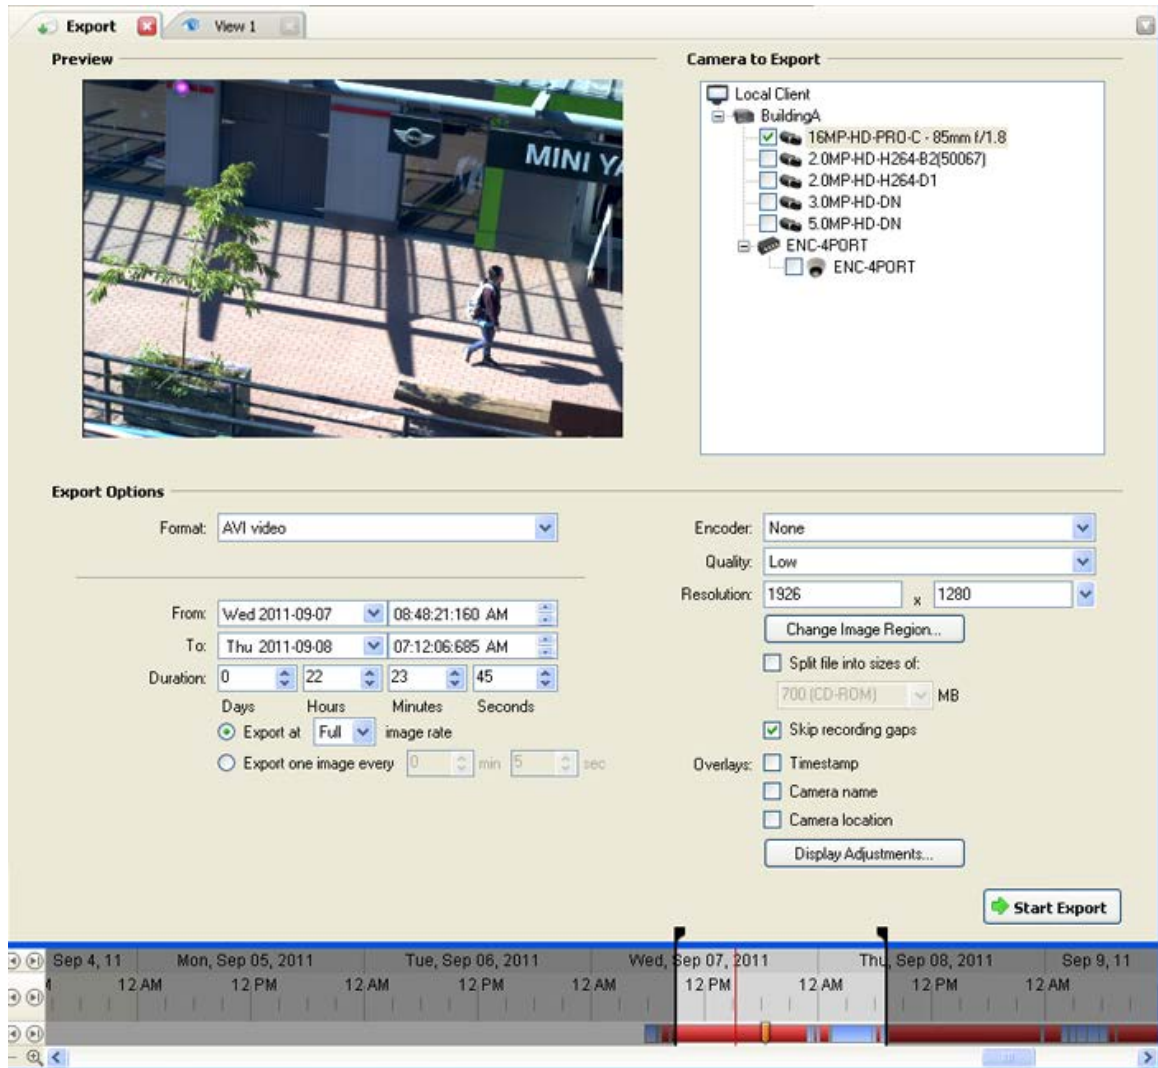 Export
View 1
Preview
MINI YA
Camera to Export
Local Client
BuildingA
16MP-HD-PRO-C - 85mm f/1.8
2.0MP-HD-H264-B2(50067)
2.0MP-HD-H264-D1
3.0MP-HD-DN
5.0MP-HD-DN
ENC-4PORT
ENC-4PORT
Export Options
Format: AVI video
From: Wed 2011-09-07 08:48:21:160 AM
To: Thu 2011-09-08 07:12:06:685 AM
Duration: 0 22 23 45
Days Hours Minutes Seconds
Export at Full image rate
Export one image every 0 min 5 sec
Encoder: None
Quality: Low
Resolution: 1926 x 1280
Change Image Region...
Split file into sizes of:
700 (CD-ROM) MB
Skip recording gaps
Overlays: Timestamp
Camera name
Camera location
Display Adjustments...
Start Export
Sep 4, 11 Mon, Sep 05, 2011 Tue, Sep 06, 2011 Wed, Sep 07, 2011 Thu, Sep 08, 2011 Sep 9, 11
4 12 AM 12 PM 12 AM 12 PM 12 AM 12 PM 12 AM 12 PM 12 AM